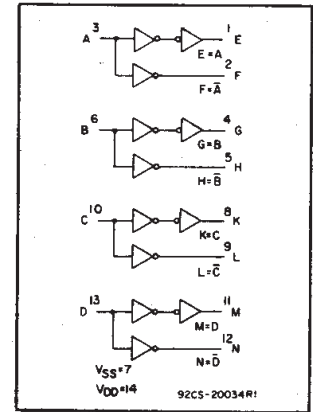 3 1
A E
E=A
2
F
F=A̅
6 4
B G
G=B
5
H
H=B̅
10 8
C K
K=C
9
L
L=C̅
13 11
D M
M=D
12
N
N=D̅
VSS=7
VDD=14
92CS-20034R1